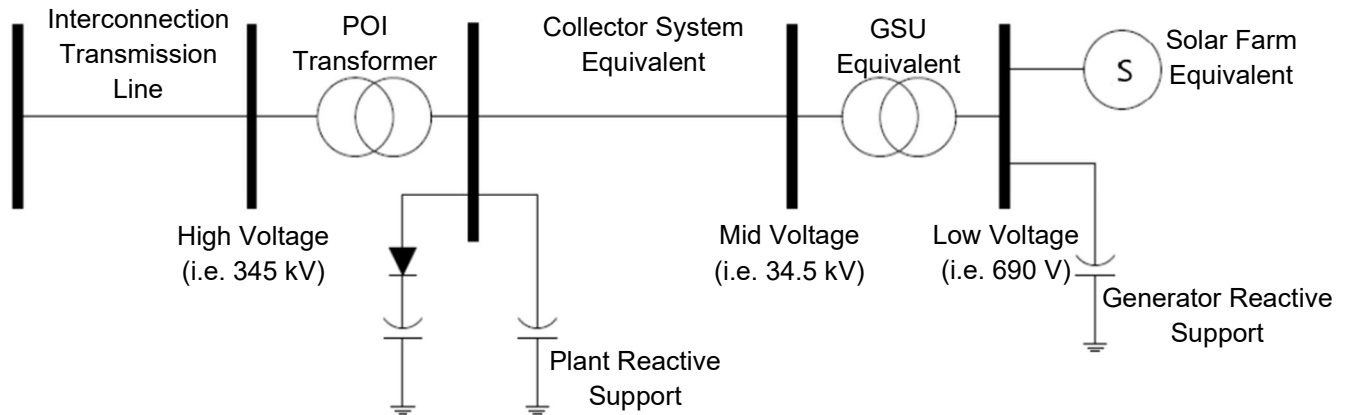 Interconnection
Transmission
Line
POI
Transformer
Collector System
Equivalent
GSU
Equivalent
S
Solar Farm
Equivalent
High Voltage
(i.e. 345 kV)
Mid Voltage
(i.e. 34.5 kV)
Low Voltage
(i.e. 690 V)
Generator Reactive
Support
Plant Reactive
Support